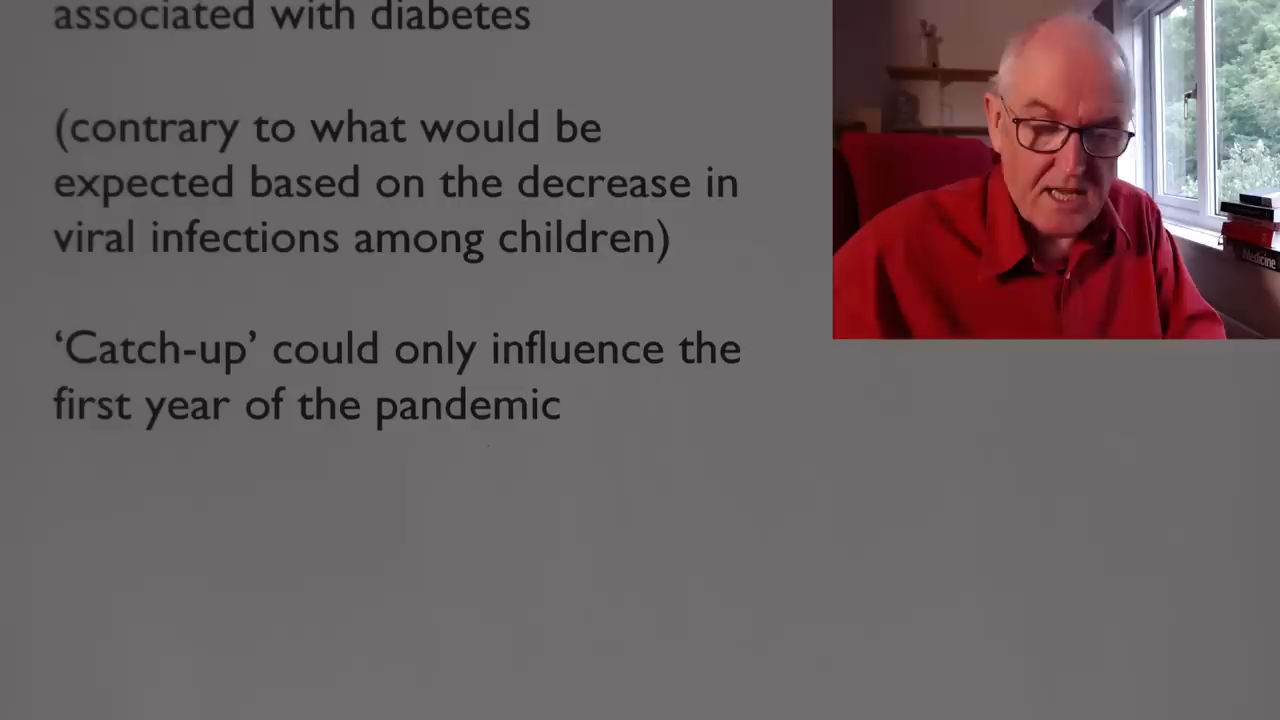 associated with diabetes
(contrary to what would be
expected based on the decrease in
viral infections among children)
‘Catch-up’ could only influence the
first year of the pandemic
Medicine